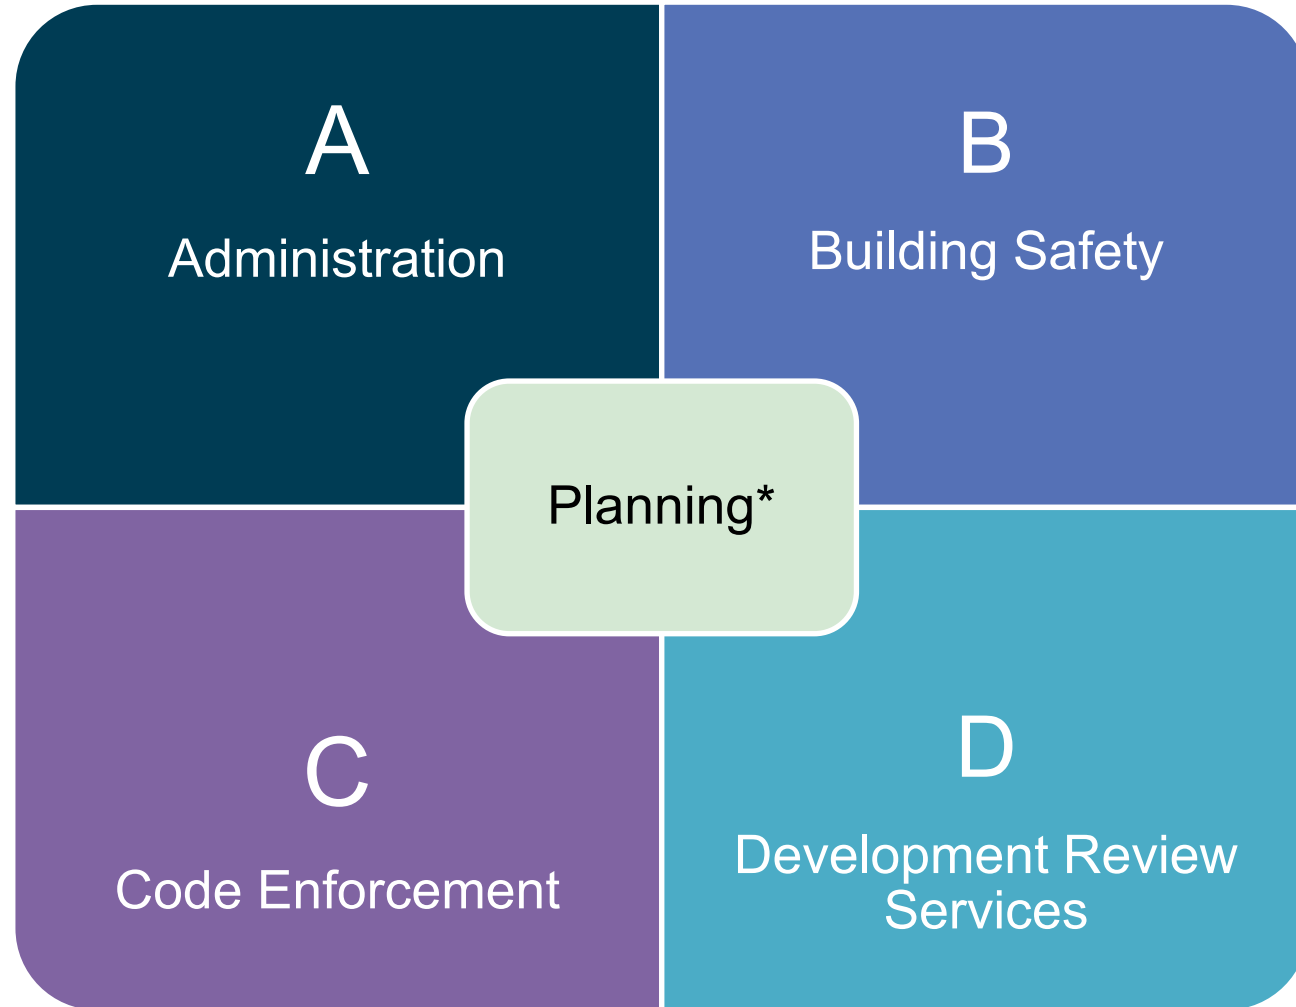 A
Administration
B
Building Safety
Planning*
C
Code Enforcement
D
Development Review
Services